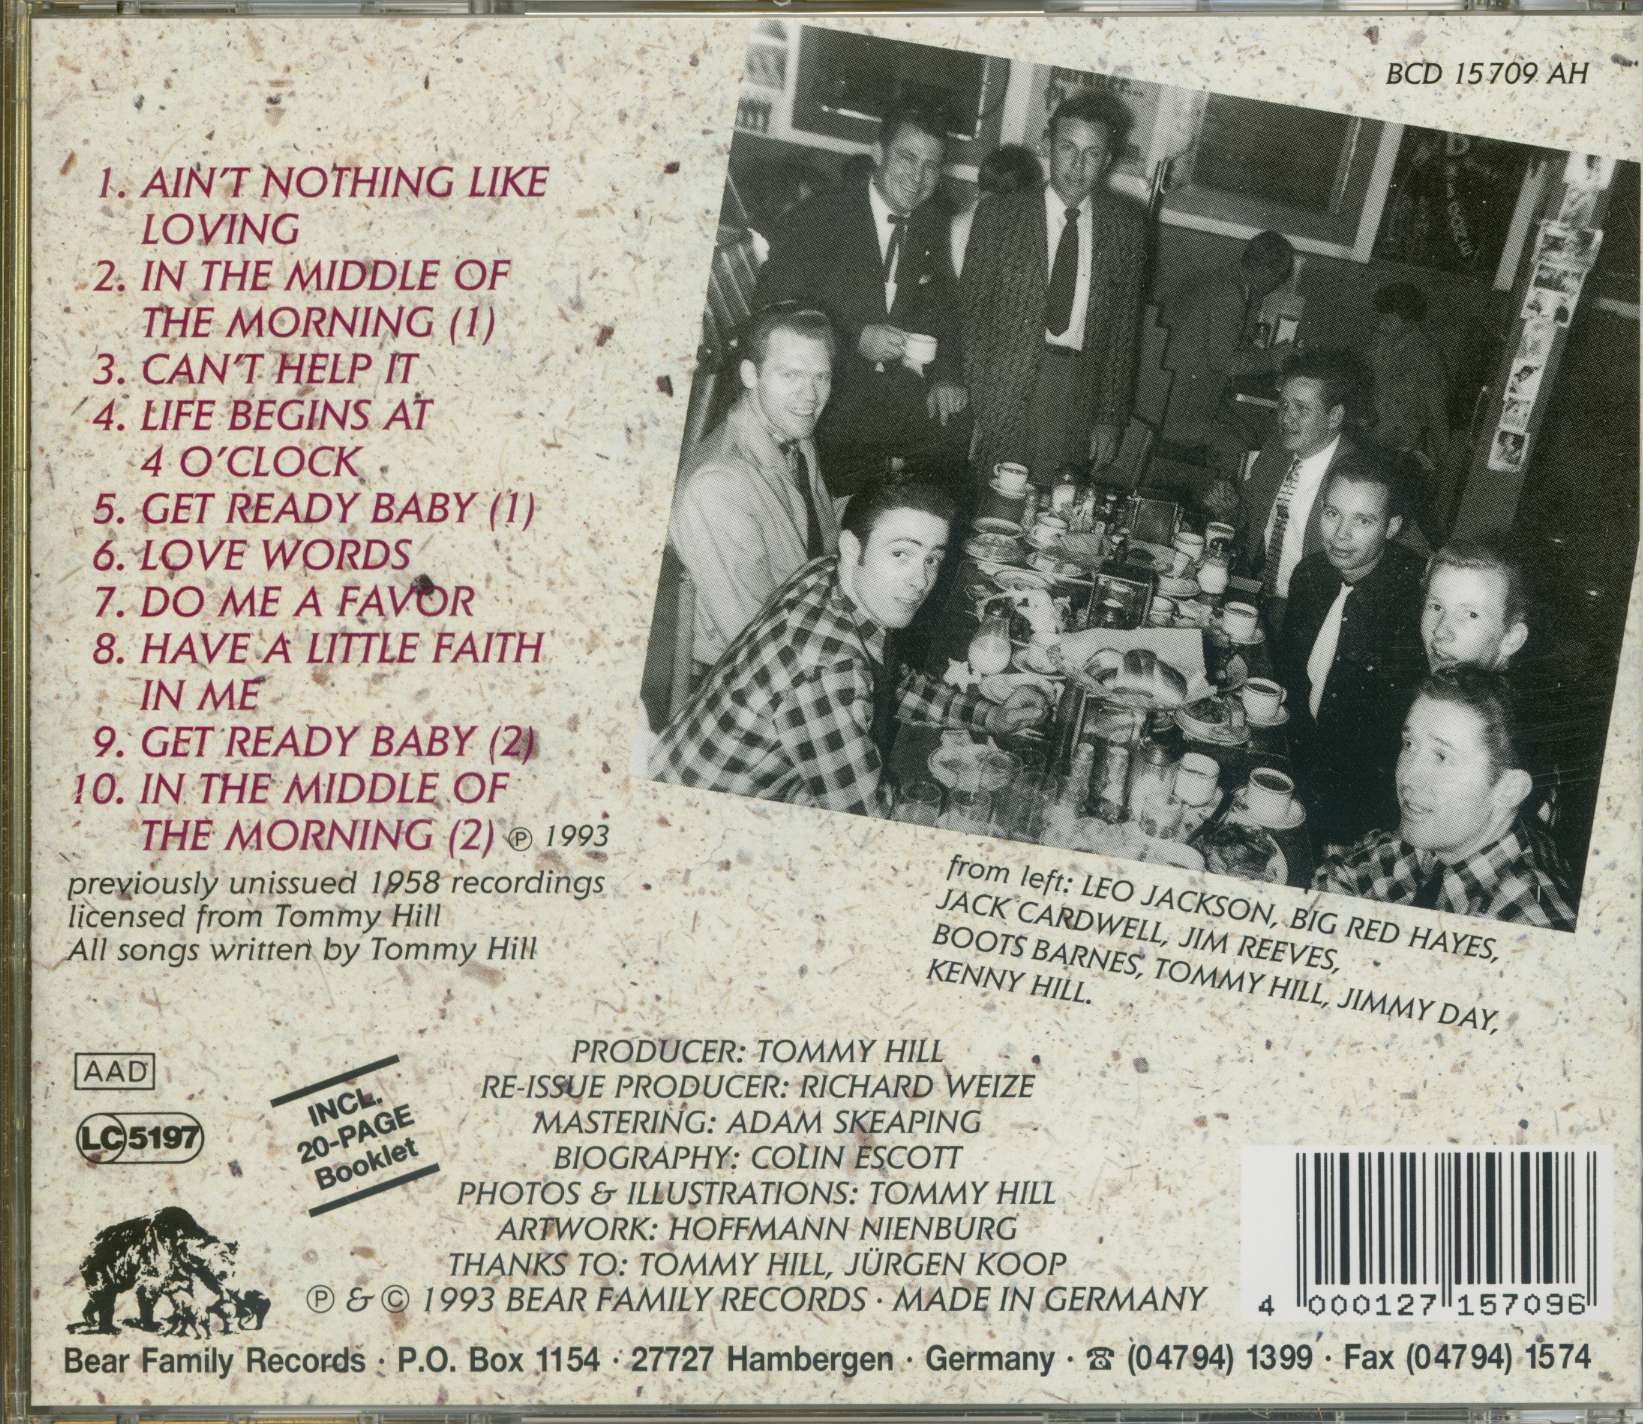 BCD 15709 AH
1. AIN'T NOTHING LIKE
LOVING
2. IN THE MIDDLE OF
THE MORNING (1)
3. CAN'T HELP IT
4. LIFE BEGINS AT
4 O'CLOCK
5. GET READY BABY (1)
6. LOVE WORDS
7. DO ME A FAVOR
8. HAVE A LITTLE FAITH
IN ME
9. GET READY BABY (2)
10. IN THE MIDDLE OF
THE MORNING (2) ℗ 1993
previously unissued 1958 recordings
licensed from Tommy Hill
All songs written by Tommy Hill
from left: LEO JACKSON, BIG RED HAYES,
JACK CARDWELL, JIM REEVES,
BOOTS BARNES, TOMMY HILL, JIMMY DAY,
KENNY HILL.
AAD
LC 5197
INCL.
20-PAGE
Booklet
PRODUCER: TOMMY HILL
RE-ISSUE PRODUCER: RICHARD WEIZE
MASTERING: ADAM SKEAPING
BIOGRAPHY: COLIN ESCOTT
PHOTOS & ILLUSTRATIONS: TOMMY HILL
ARTWORK: HOFFMANN NIENBURG
THANKS TO: TOMMY HILL, JÜRGEN KOOP
℗ & © 1993 BEAR FAMILY RECORDS · MADE IN GERMANY
4 000127 157096
Bear Family Records · P.O. Box 1154 · 27727 Hambergen · Germany · ☎ (04794) 1399 · Fax (04794) 1574